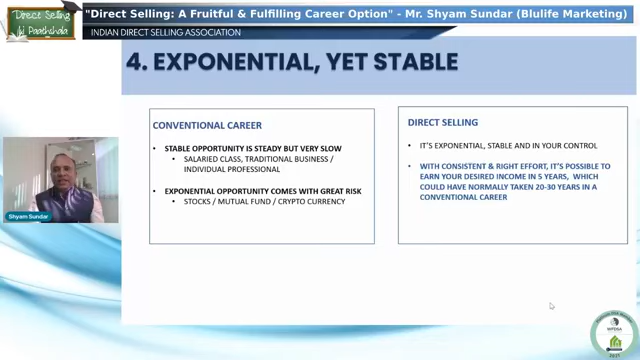 Direct Selling
ki Paathshala
"Direct Selling: A Fruitful & Fulfilling Career Option" - Mr. Shyam Sundar (Blulife Marketing)
INDIAN DIRECT SELLING ASSOCIATION
4. EXPONENTIAL, YET STABLE
CONVENTIONAL CAREER
• STABLE OPPORTUNITY IS STEADY BUT VERY SLOW
• SALARIED CLASS, TRADITIONAL BUSINESS /
INDIVIDUAL PROFESSIONAL
• EXPONENTIAL OPPORTUNITY COMES WITH GREAT RISK
• STOCKS / MUTUAL FUND / CRYPTO CURRENCY
DIRECT SELLING
• IT'S EXPONENTIAL, STABLE AND IN YOUR CONTROL
• WITH CONSISTENT & RIGHT EFFORT, IT'S POSSIBLE TO
EARN YOUR DESIRED INCOME IN 5 YEARS, WHICH
COULD HAVE NORMALLY TAKEN 20-30 YEARS IN A
CONVENTIONAL CAREER
Shyam Sundar